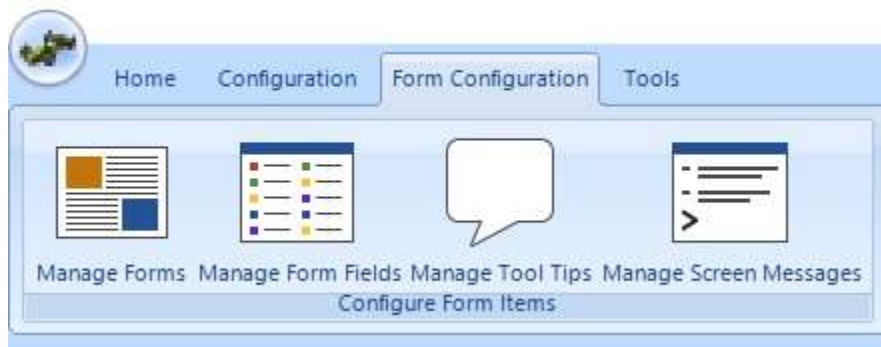 Home Configuration Form Configuration Tools
Manage Forms Manage Form Fields Manage Tool Tips Manage Screen Messages
Configure Form Items